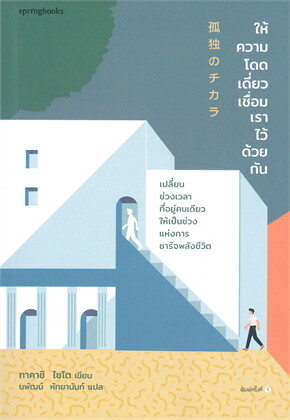 springbooks
孤独のチカラ
ให้
ความ
โดด
เดี่ยว
เชื่อม
เรา
ไว้
ด้วย
กัน
เปลี่ยน
ช่วงเวลา
ที่อยู่คนเดียว
ให้เป็นช่วง
แห่งการ
ชาร์จพลังชีวิต
ทาคาชิ ไซโต เขียน
นพัฒน์ หัทยานันท์ แปล